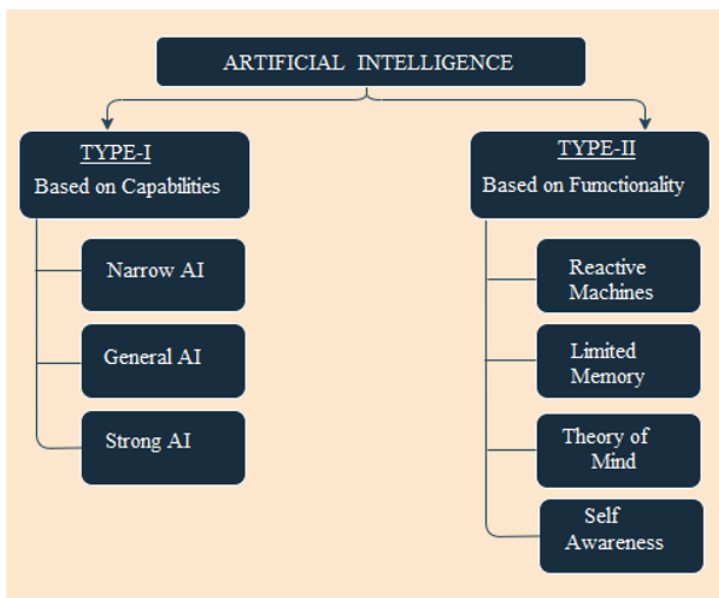 ARTIFICIAL INTELLIGENCE
TYPE-I
Based on Capabilities
Narrow AI
General AI
Strong AI
TYPE-II
Based on Fumctionality
Reactive
Machines
Limited
Memory
Theory of
Mind
Self
Awareness